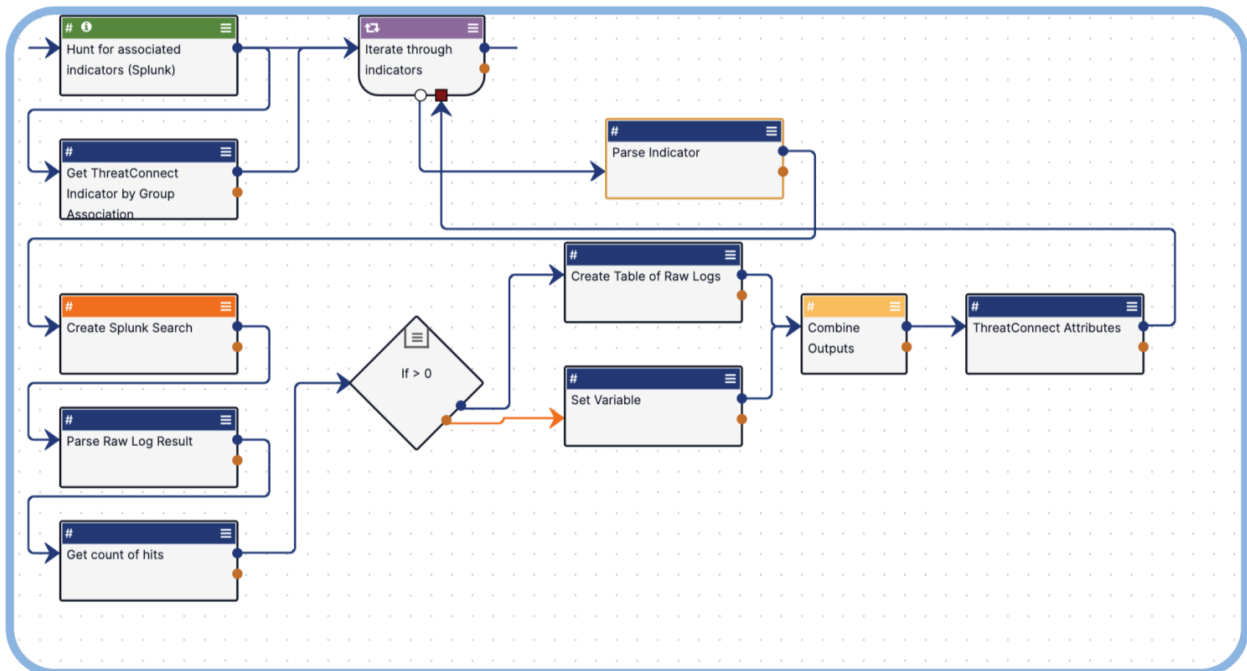 #
Hunt for associated
indicators (Splunk)
Iterate through
indicators
#
Get ThreatConnect
Indicator by Group
Association
#
Parse Indicator
#
Create Splunk Search
#
Parse Raw Log Result
#
Get count of hits
If > 0
#
Create Table of Raw Logs
#
Set Variable
#
Combine
Outputs
#
ThreatConnect Attributes